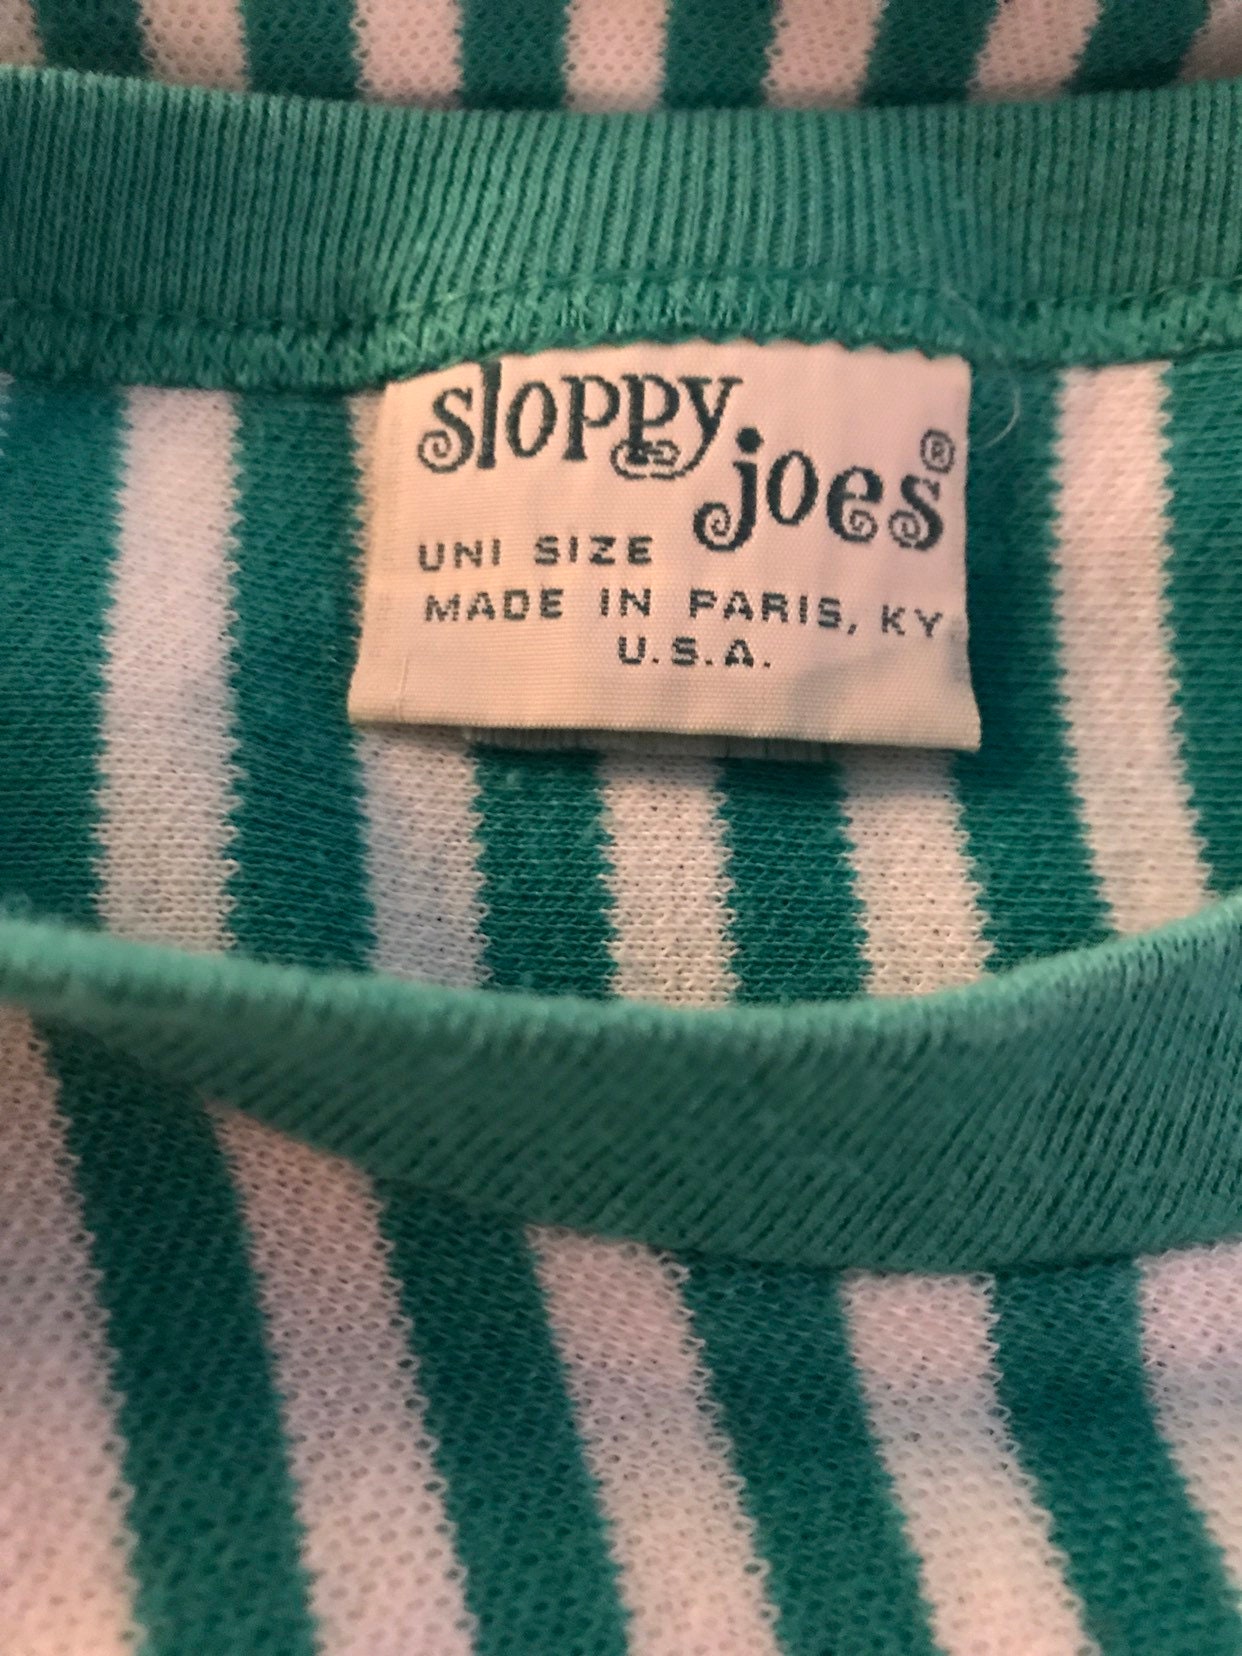 sloppy
joes®
UNI SIZE
MADE IN PARIS, KY
U.S.A.